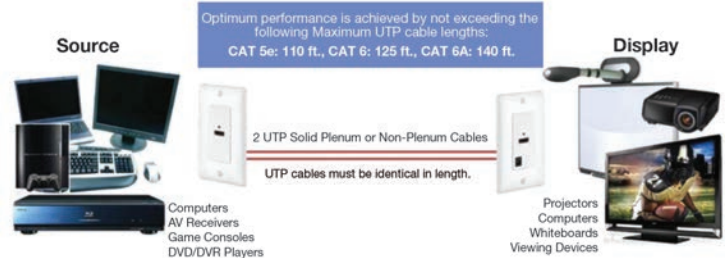 Optimum performance is achieved by not exceeding the
following Maximum UTP cable lengths:
CAT 5e: 110 ft., CAT 6: 125 ft., CAT 6A: 140 ft.
Source
Display
2 UTP Solid Plenum or Non-Plenum Cables
UTP cables must be identical in length.
Computers
AV Receivers
Game Consoles
DVD/DVR Players
Projectors
Computers
Whiteboards
Viewing Devices